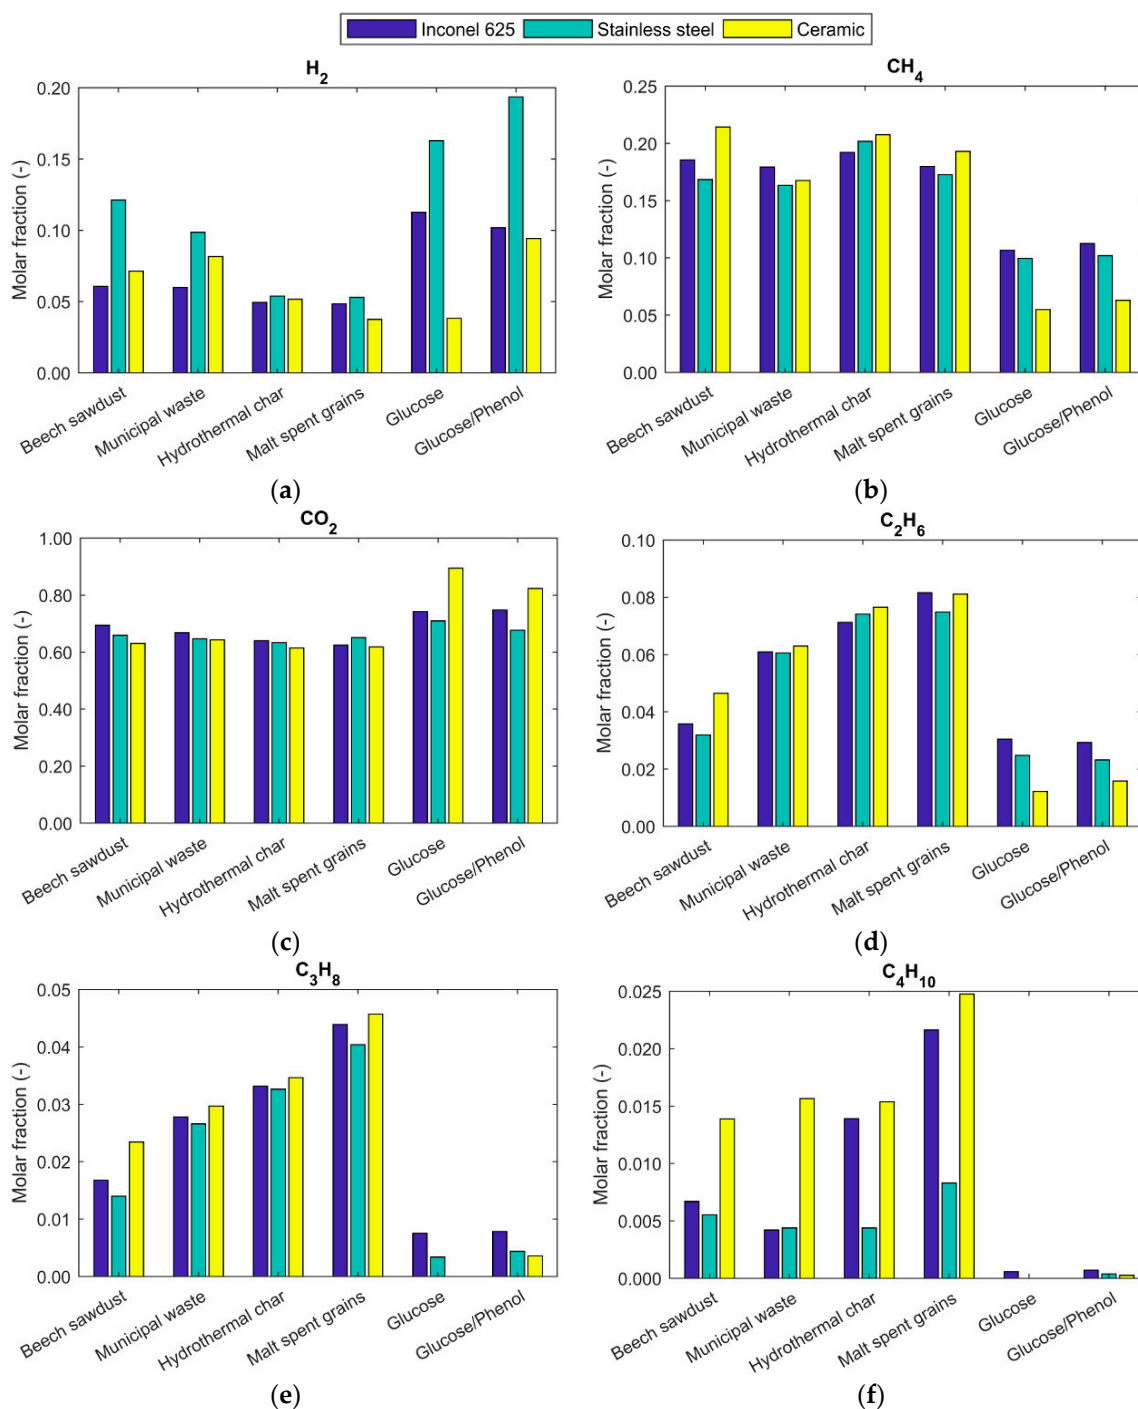 Inconel 625 Stainless steel Ceramic
H2
Molar fraction (-)
0.20
0.15
0.10
0.05
0.00
Beech sawdust
Municipal waste
Hydrothermal char
Malt spent grains
Glucose
Glucose/Phenol
(a)
CH4
Molar fraction (-)
0.25
0.20
0.15
0.10
0.05
0.00
Beech sawdust
Municipal waste
Hydrothermal char
Malt spent grains
Glucose
Glucose/Phenol
(b)
CO2
Molar fraction (-)
1.00
0.80
0.60
0.40
0.20
0.00
Beech sawdust
Municipal waste
Hydrothermal char
Malt spent grains
Glucose
Glucose/Phenol
(c)
C2H6
Molar fraction (-)
0.10
0.08
0.06
0.04
0.02
0.00
Beech sawdust
Municipal waste
Hydrothermal char
Malt spent grains
Glucose
Glucose/Phenol
(d)
C3H8
Molar fraction (-)
0.05
0.04
0.03
0.02
0.01
0.00
Beech sawdust
Municipal waste
Hydrothermal char
Malt spent grains
Glucose
Glucose/Phenol
(e)
C4H10
Molar fraction (-)
0.025
0.020
0.015
0.010
0.005
0.000
Beech sawdust
Municipal waste
Hydrothermal char
Malt spent grains
Glucose
Glucose/Phenol
(f)